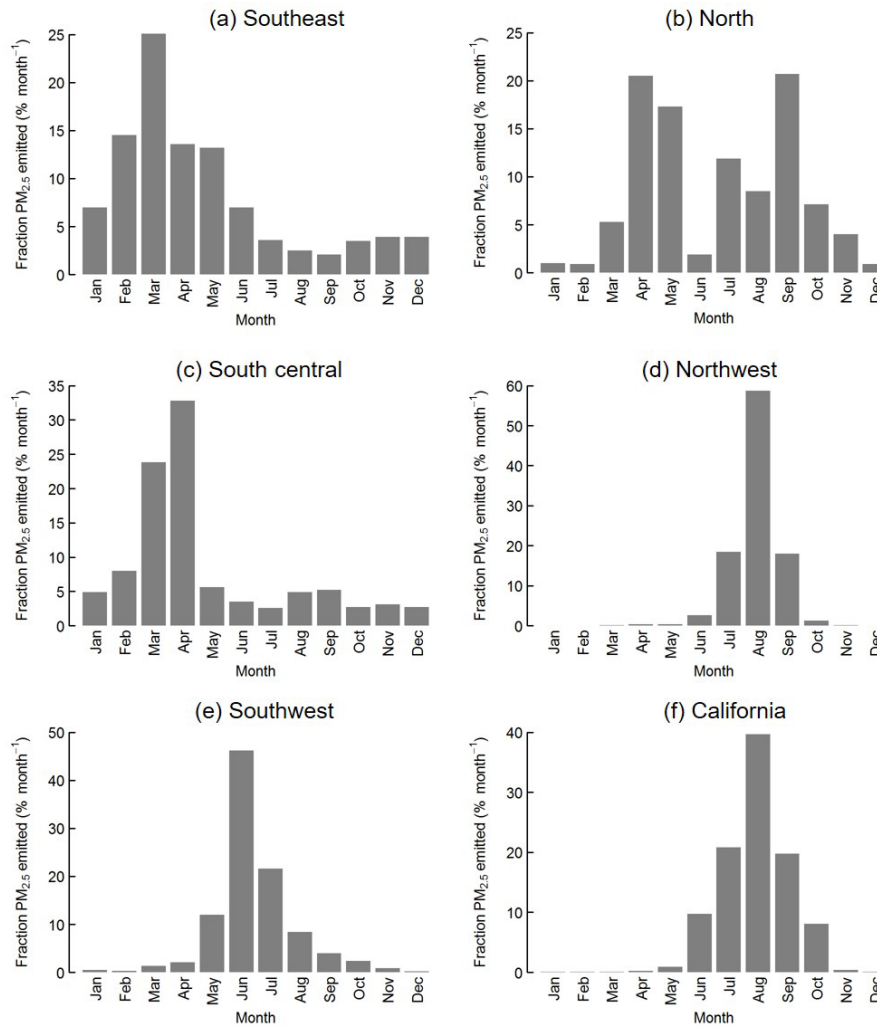 (a) Southeast
Fraction PM2.5 emitted (% month−1)
25
20
15
10
5
0
Jan Feb Mar Apr May Jun Jul Aug Sep Oct Nov Dec
Month
(b) North
Fraction PM2.5 emitted (% month−1)
25
20
15
10
5
0
Jan Feb Mar Apr May Jun Jul Aug Sep Oct Nov Dec
Month
(c) South central
Fraction PM2.5 emitted (% month−1)
35
30
25
20
15
10
5
0
Jan Feb Mar Apr May Jun Jul Aug Sep Oct Nov Dec
Month
(d) Northwest
Fraction PM2.5 emitted (% month−1)
60
50
40
30
20
10
0
Jan Feb Mar Apr May Jun Jul Aug Sep Oct Nov Dec
Month
(e) Southwest
Fraction PM2.5 emitted (% month−1)
50
40
30
20
10
0
Jan Feb Mar Apr May Jun Jul Aug Sep Oct Nov Dec
Month
(f) California
Fraction PM2.5 emitted (% month−1)
40
30
20
10
0
Jan Feb Mar Apr May Jun Jul Aug Sep Oct Nov Dec
Month